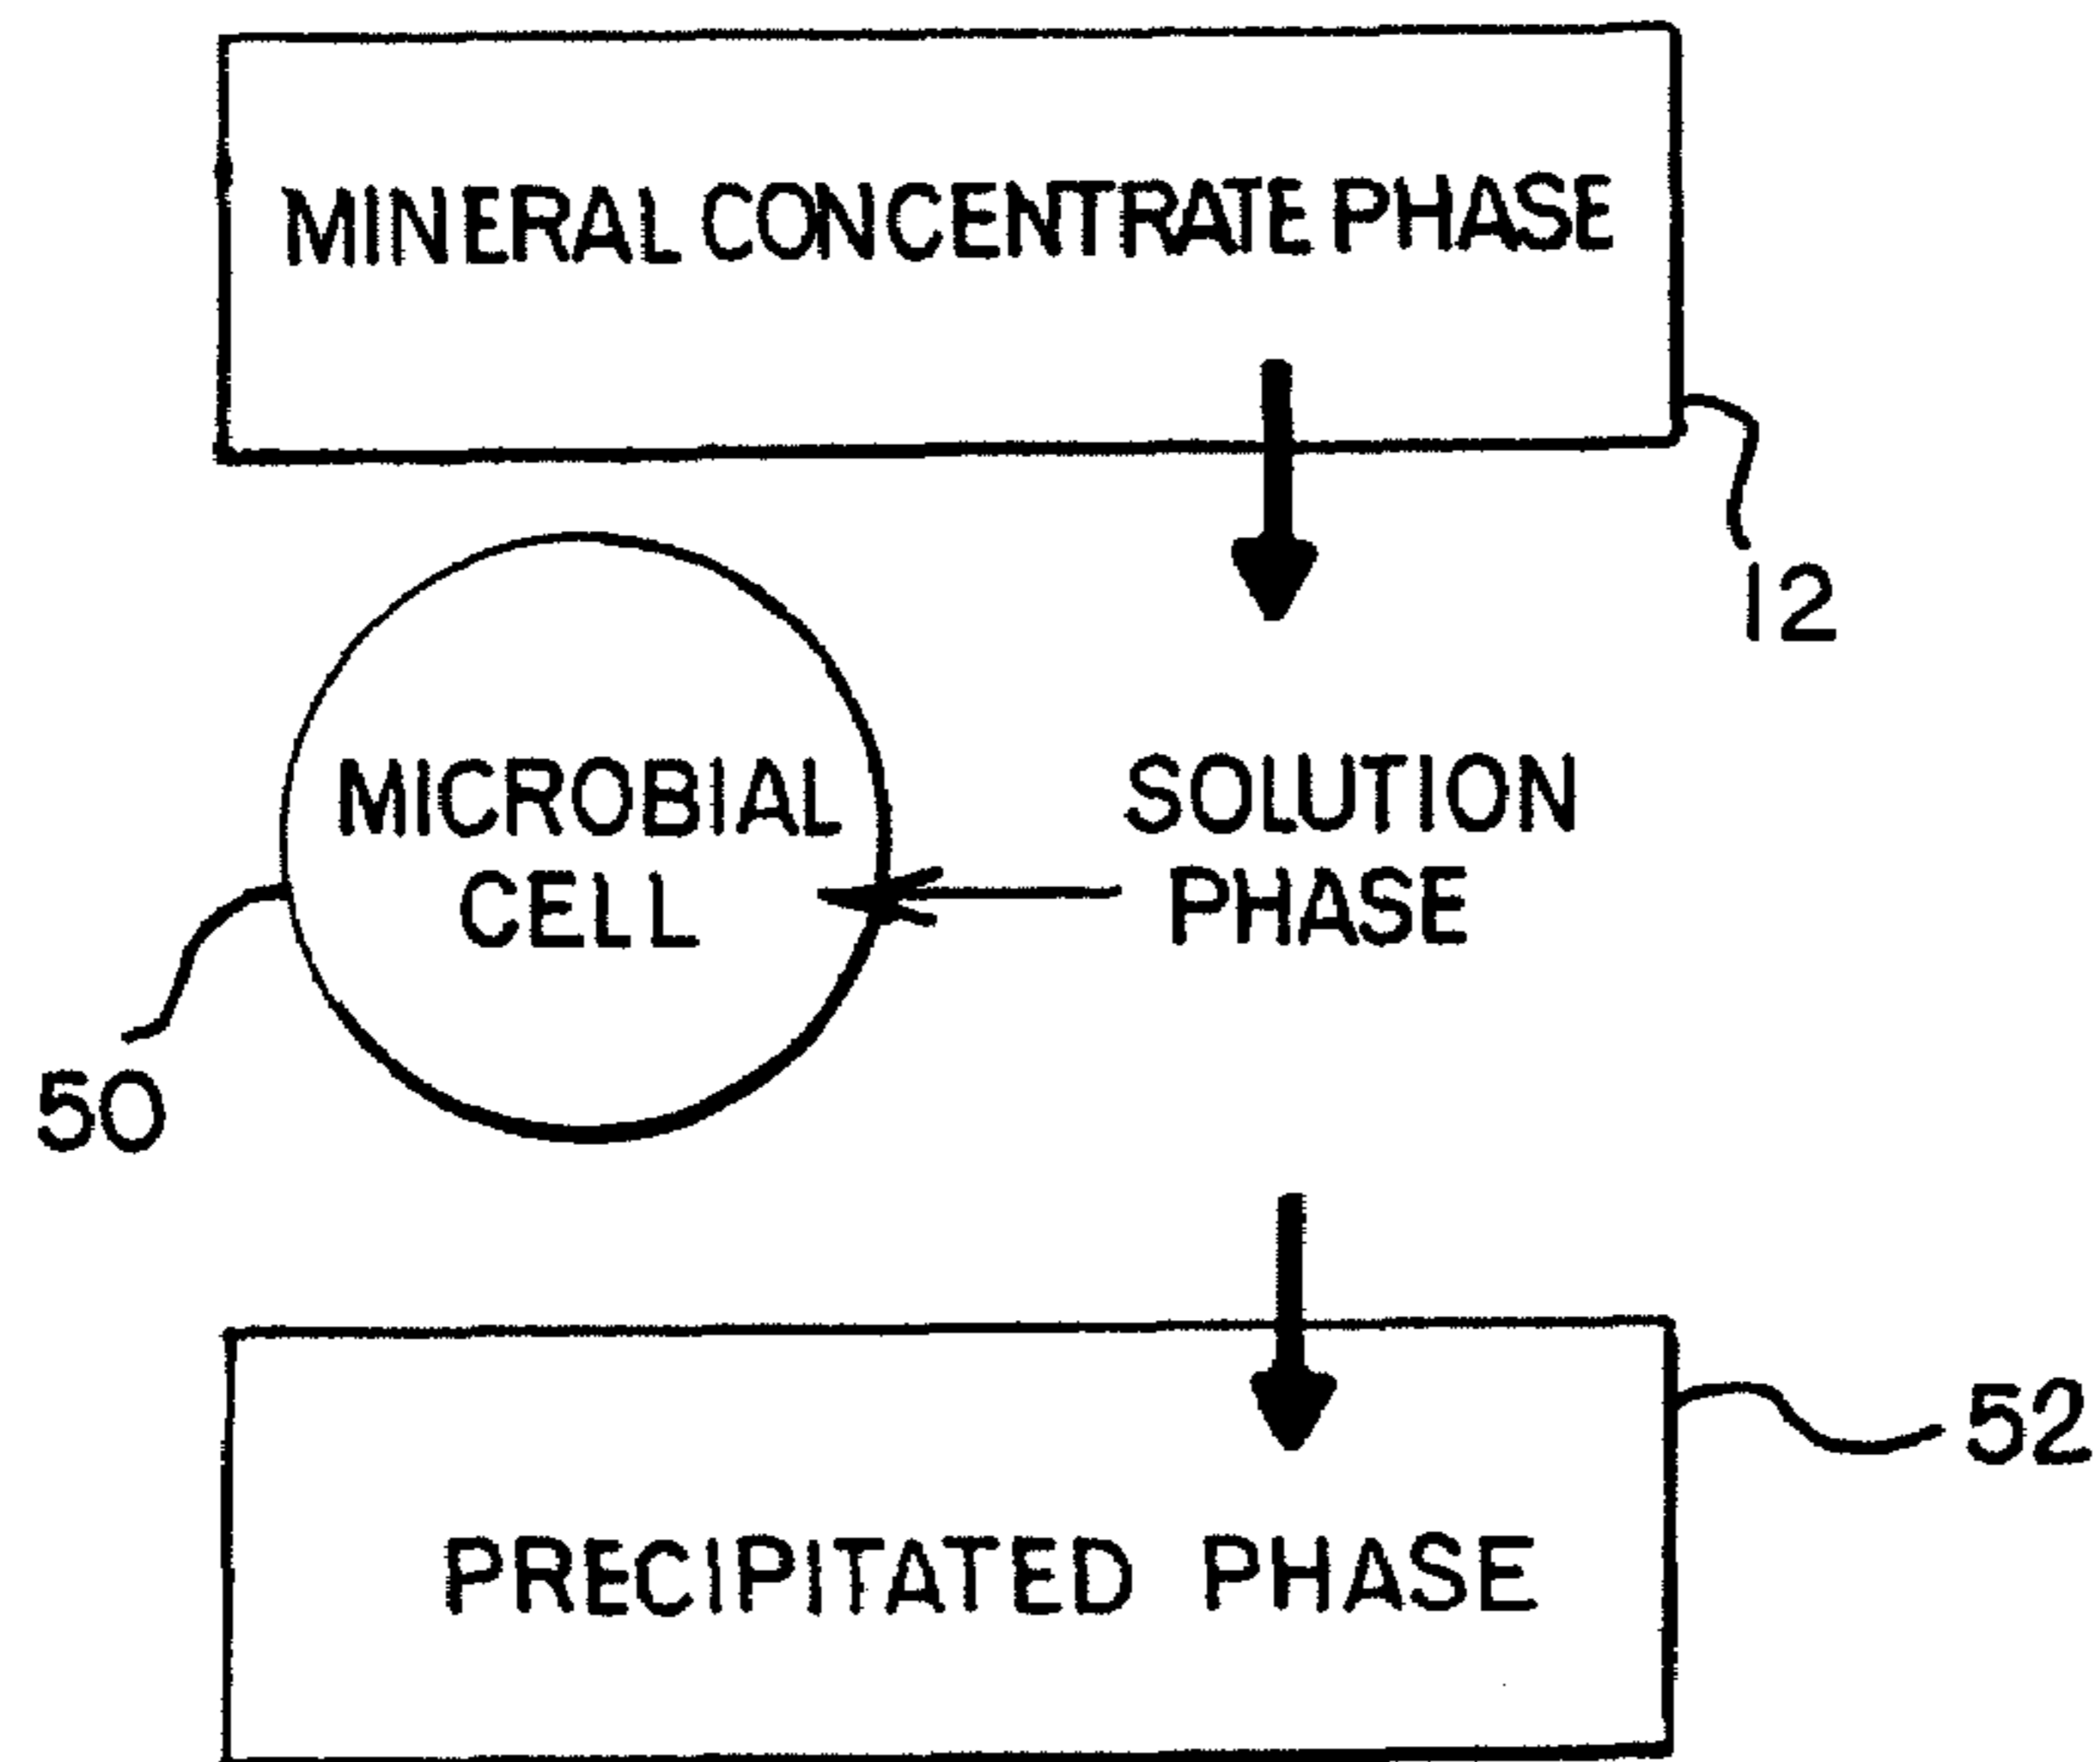 MINERAL CONCENTRATE PHASE
12
MICROBIAL
CELL
SOLUTION
PHASE
50
52
PRECIPITATED PHASE